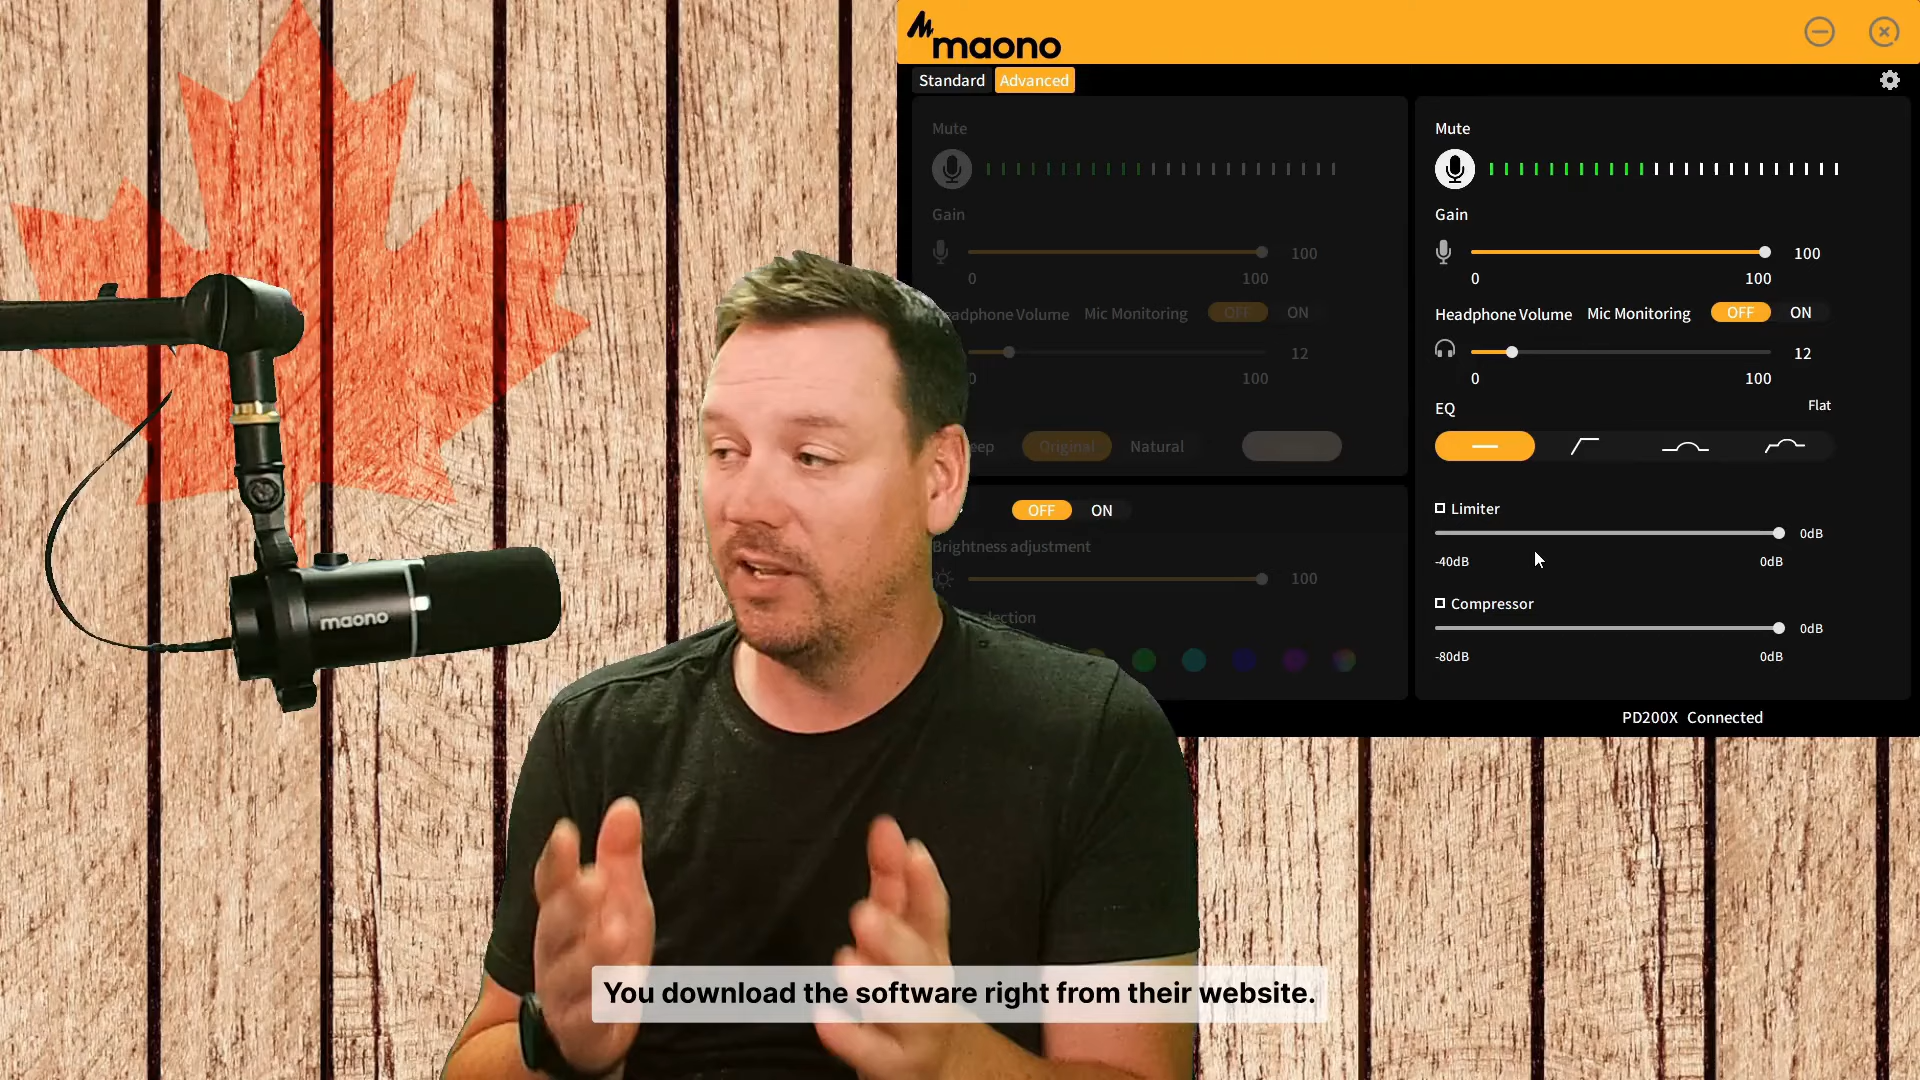 maono
Standard Advanced
Mute
Gain
100
0 100
Headphone Volume Mic Monitoring OFF ON
12
0 100
Original Natural
OFF ON
Brightness adjustment
100
Mute
Gain
100
0 100
Headphone Volume Mic Monitoring OFF ON
12
0 100
EQ Flat
Limiter
0dB
-40dB 0dB
Compressor
0dB
-80dB 0dB
PD200X Connected
maono
You download the software right from their website.